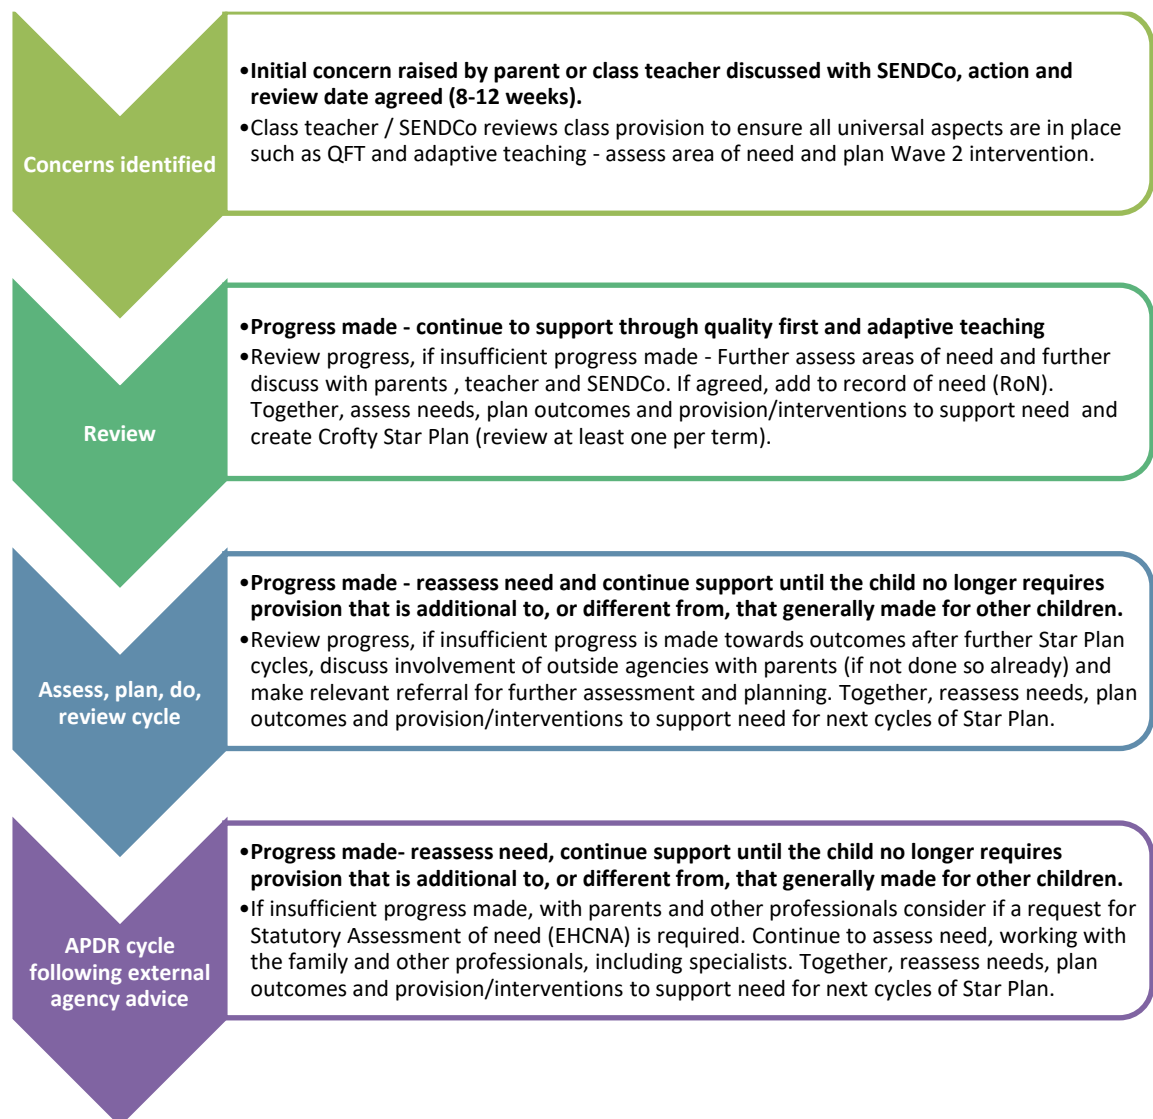 Concerns identified
•Initial concern raised by parent or class teacher discussed with SENDCo, action and
review date agreed (8-12 weeks).
•Class teacher / SENDCo reviews class provision to ensure all universal aspects are in place
such as QFT and adaptive teaching - assess area of need and plan Wave 2 intervention.
Review
•Progress made - continue to support through quality first and adaptive teaching
•Review progress, if insufficient progress made - Further assess areas of need and further
discuss with parents , teacher and SENDCo. If agreed, add to record of need (RoN).
Together, assess needs, plan outcomes and provision/interventions to support need and
create Crofty Star Plan (review at least one per term).
Assess, plan, do,
review cycle
•Progress made - reassess need and continue support until the child no longer requires
provision that is additional to, or different from, that generally made for other children.
•Review progress, if insufficient progress is made towards outcomes after further Star Plan
cycles, discuss involvement of outside agencies with parents (if not done so already) and
make relevant referral for further assessment and planning. Together, reassess needs, plan
outcomes and provision/interventions to support need for next cycles of Star Plan.
APDR cycle
following external
agency advice
•Progress made- reassess need, continue support until the child no longer requires
provision that is additional to, or different from, that generally made for other children.
•If insufficient progress made, with parents and other professionals consider if a request for
Statutory Assessment of need (EHCNA) is required. Continue to assess need, working with
the family and other professionals, including specialists. Together, reassess needs, plan
outcomes and provision/interventions to support need for next cycles of Star Plan.